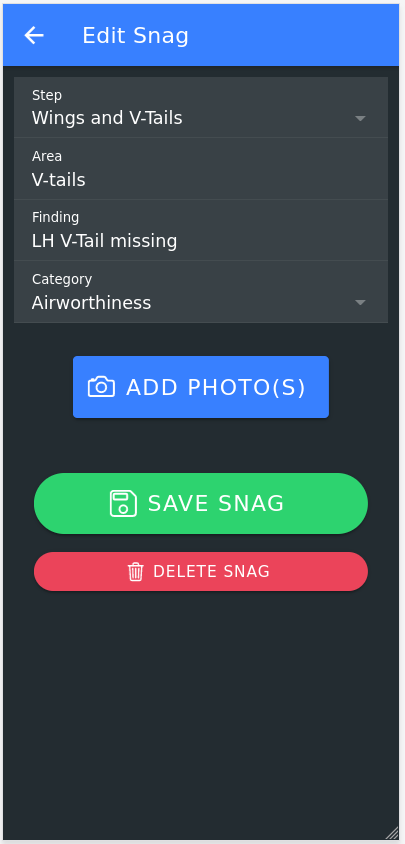 Edit Snag
Step
Wings and V-Tails
Area
V-tails
Finding
LH V-Tail missing
Category
Airworthiness
ADD PHOTO(S)
SAVE SNAG
DELETE SNAG